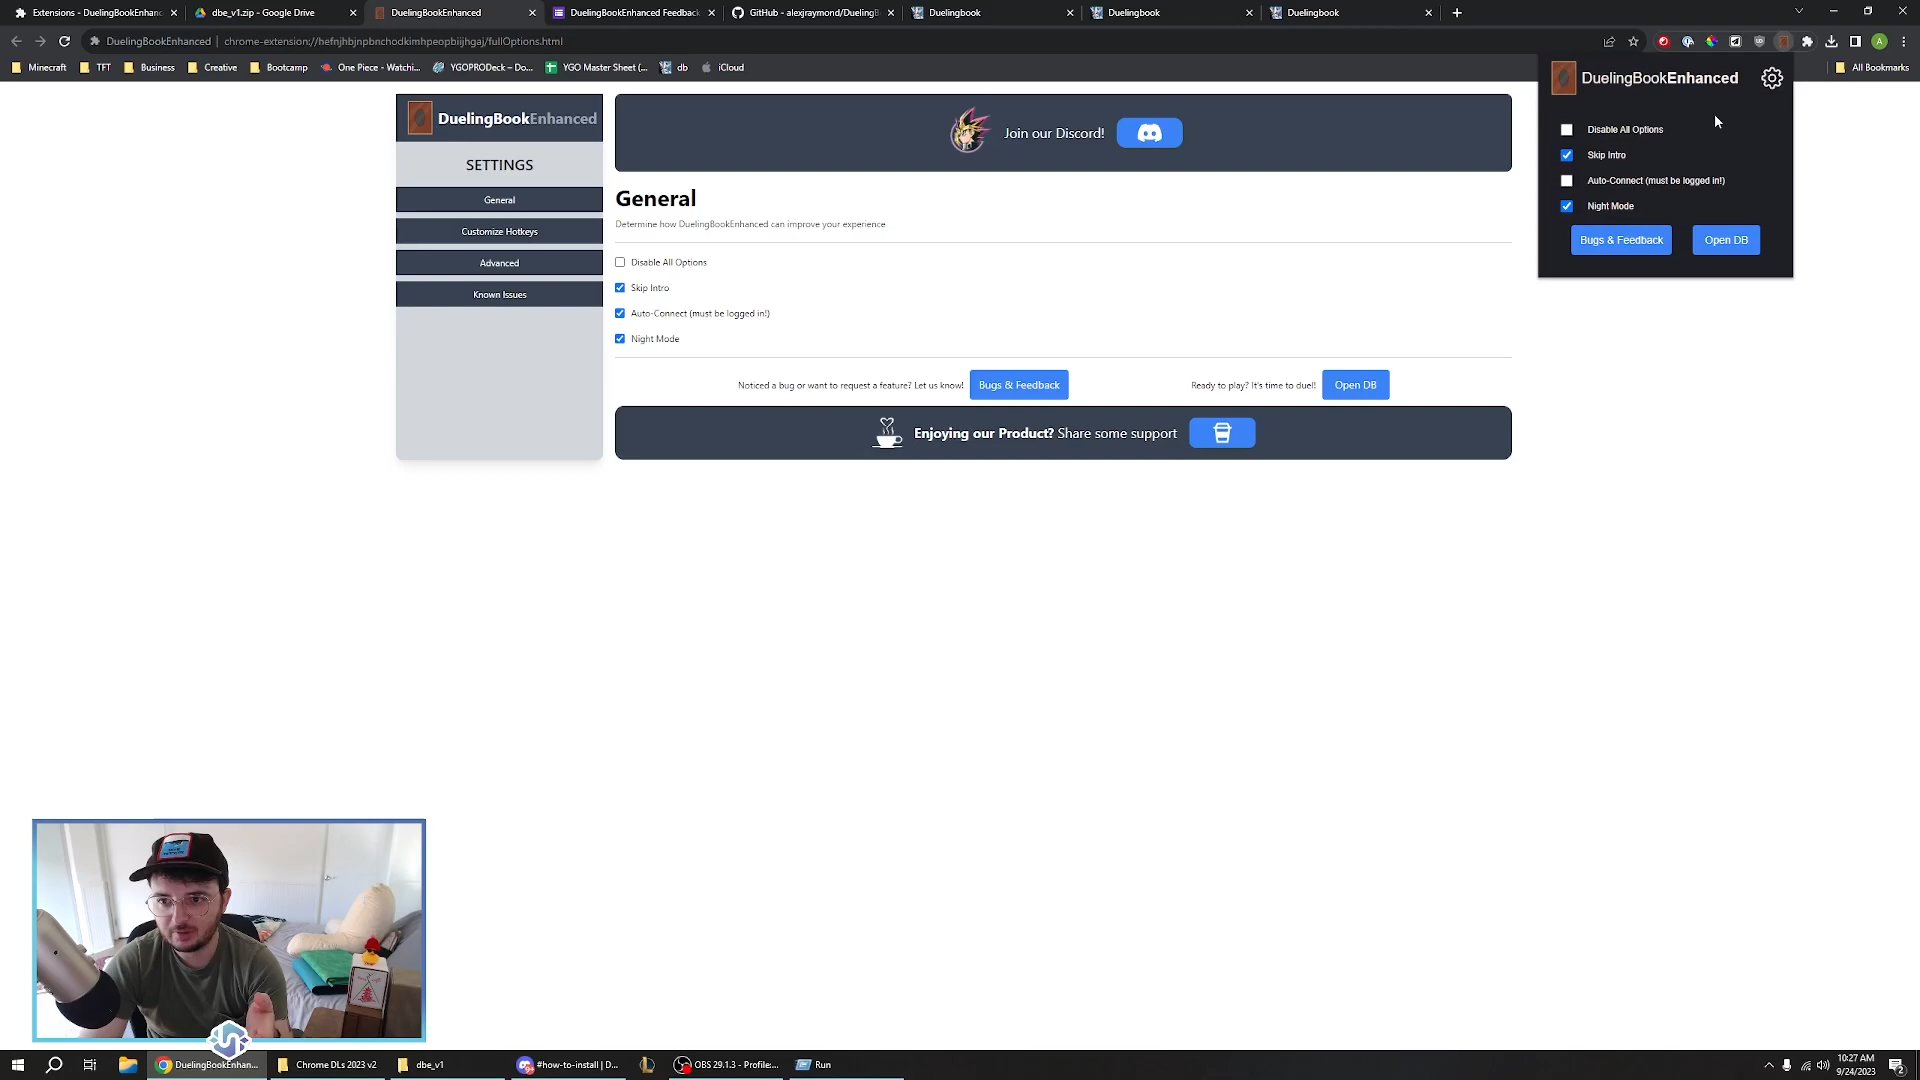 Extensions - DuelingBookEnhanc
dbe_v1.zip - Google Drive
DuelingBookEnhanced
DuelingBookEnhanced Feedback
GitHub - alexjraymond/DuelingB
Duelingbook
Duelingbook
Duelingbook
DuelingBookEnhanced
chrome-extension://hefnjhbjnpbnchodkimhpeopbiijhgaj/fullOptions.html
Minecraft
TFT
Business
Creative
Bootcamp
One Piece - Watchi...
YGOPRODeck – Do...
YGO Master Sheet (...
db
iCloud
All Bookmarks
DuelingBookEnhanced
Disable All Options
Skip Intro
Auto-Connect (must be logged in!)
Night Mode
Bugs & Feedback
Open DB
DuelingBookEnhanced
SETTINGS
General
Customize Hotkeys
Advanced
Known Issues
Join our Discord!
General
Determine how DuelingBookEnhanced can improve your experience
Disable All Options
Skip Intro
Auto-Connect (must be logged in!)
Night Mode
Noticed a bug or want to request a feature? Let us know!
Bugs & Feedback
Ready to play? It's time to duel!
Open DB
Enjoying our Product? Share some support
DuelingBookEnhan...
Chrome DLs 2023 v2
dbe_v1
#how-to-install | D...
OBS 29.1.3 - Profile:...
Run
10:27 AM
9/24/2023
2